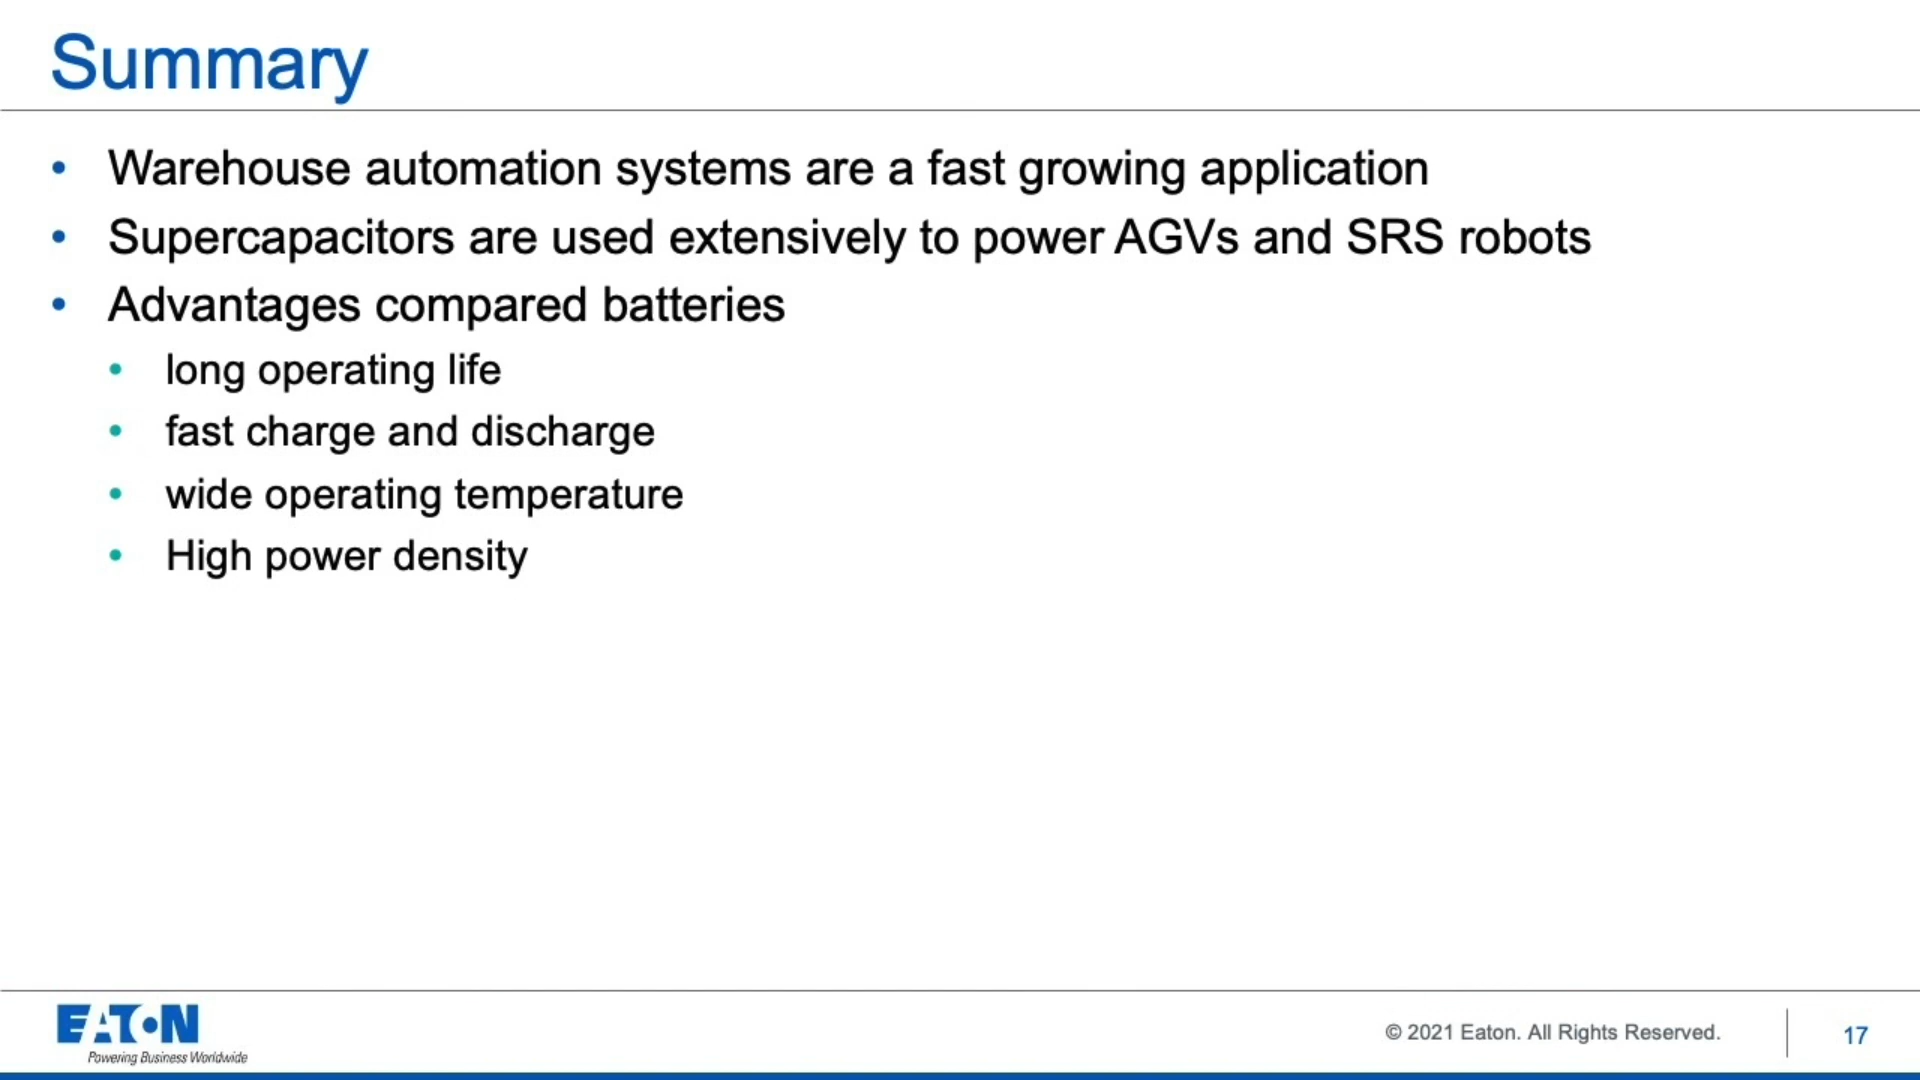 Summary
• Warehouse automation systems are a fast growing application
• Supercapacitors are used extensively to power AGVs and SRS robots
• Advantages compared batteries
• long operating life
• fast charge and discharge
• wide operating temperature
• High power density
EATON
Powering Business Worldwide
© 2021 Eaton. All Rights Reserved.
17